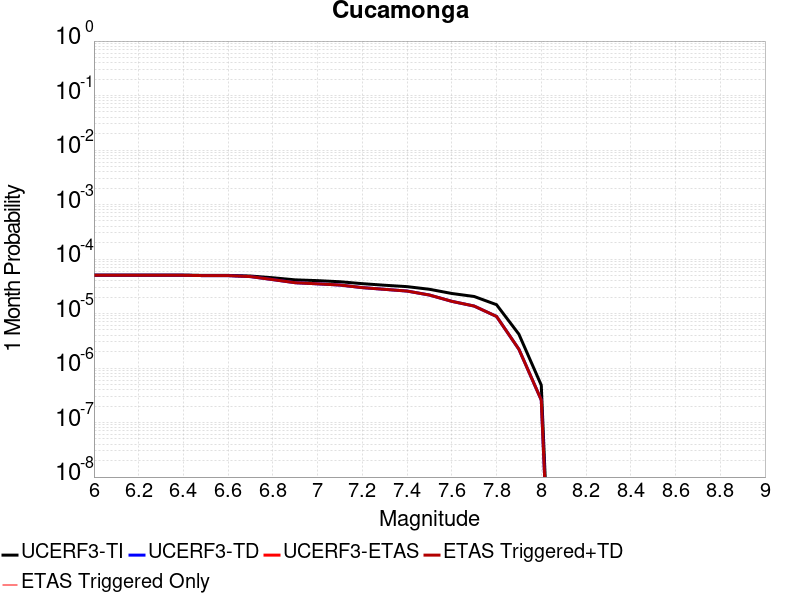 Cucamonga
1 Month Probability
10^0
10^-1
10^-2
10^-3
10^-4
10^-5
10^-6
10^-7
10^-8
6 6.2 6.4 6.6 6.8 7 7.2 7.4 7.6 7.8 8 8.2 8.4 8.6 8.8 9
Magnitude
UCERF3-TI UCERF3-TD UCERF3-ETAS ETAS Triggered+TD
ETAS Triggered Only